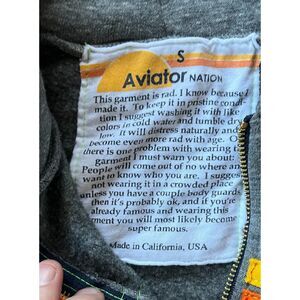 S
Aviator NATION
This garment is rad. I know because I
made it. To keep it in pristine condi-
tion I suggest washing it with like
colors in cold water and tumble dry
low. It will distress naturally and
become even more rad with age. O
there is one problem with wearing th
garment I must warn you about:
People will come out of no where an
want to know who you are. I sugges
not wearing it in a crowded place
unless you have a couple body guards
then it's probably ok, and if you're
already famous and wearing this
ment you will most likely become
super famous.
Made in California, USA